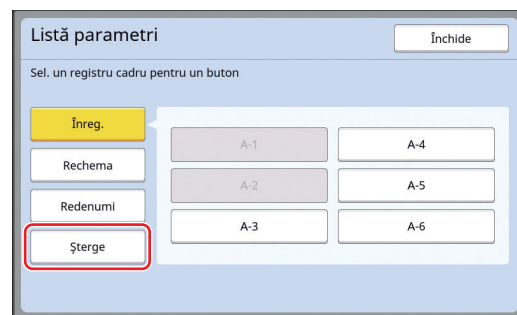 Listă parametri
Închide
Sel. un registru cadru pentru un buton
Înreg.
Rechema
Redenumi
Şterge
A-1
A-4
A-2
A-5
A-3
A-6